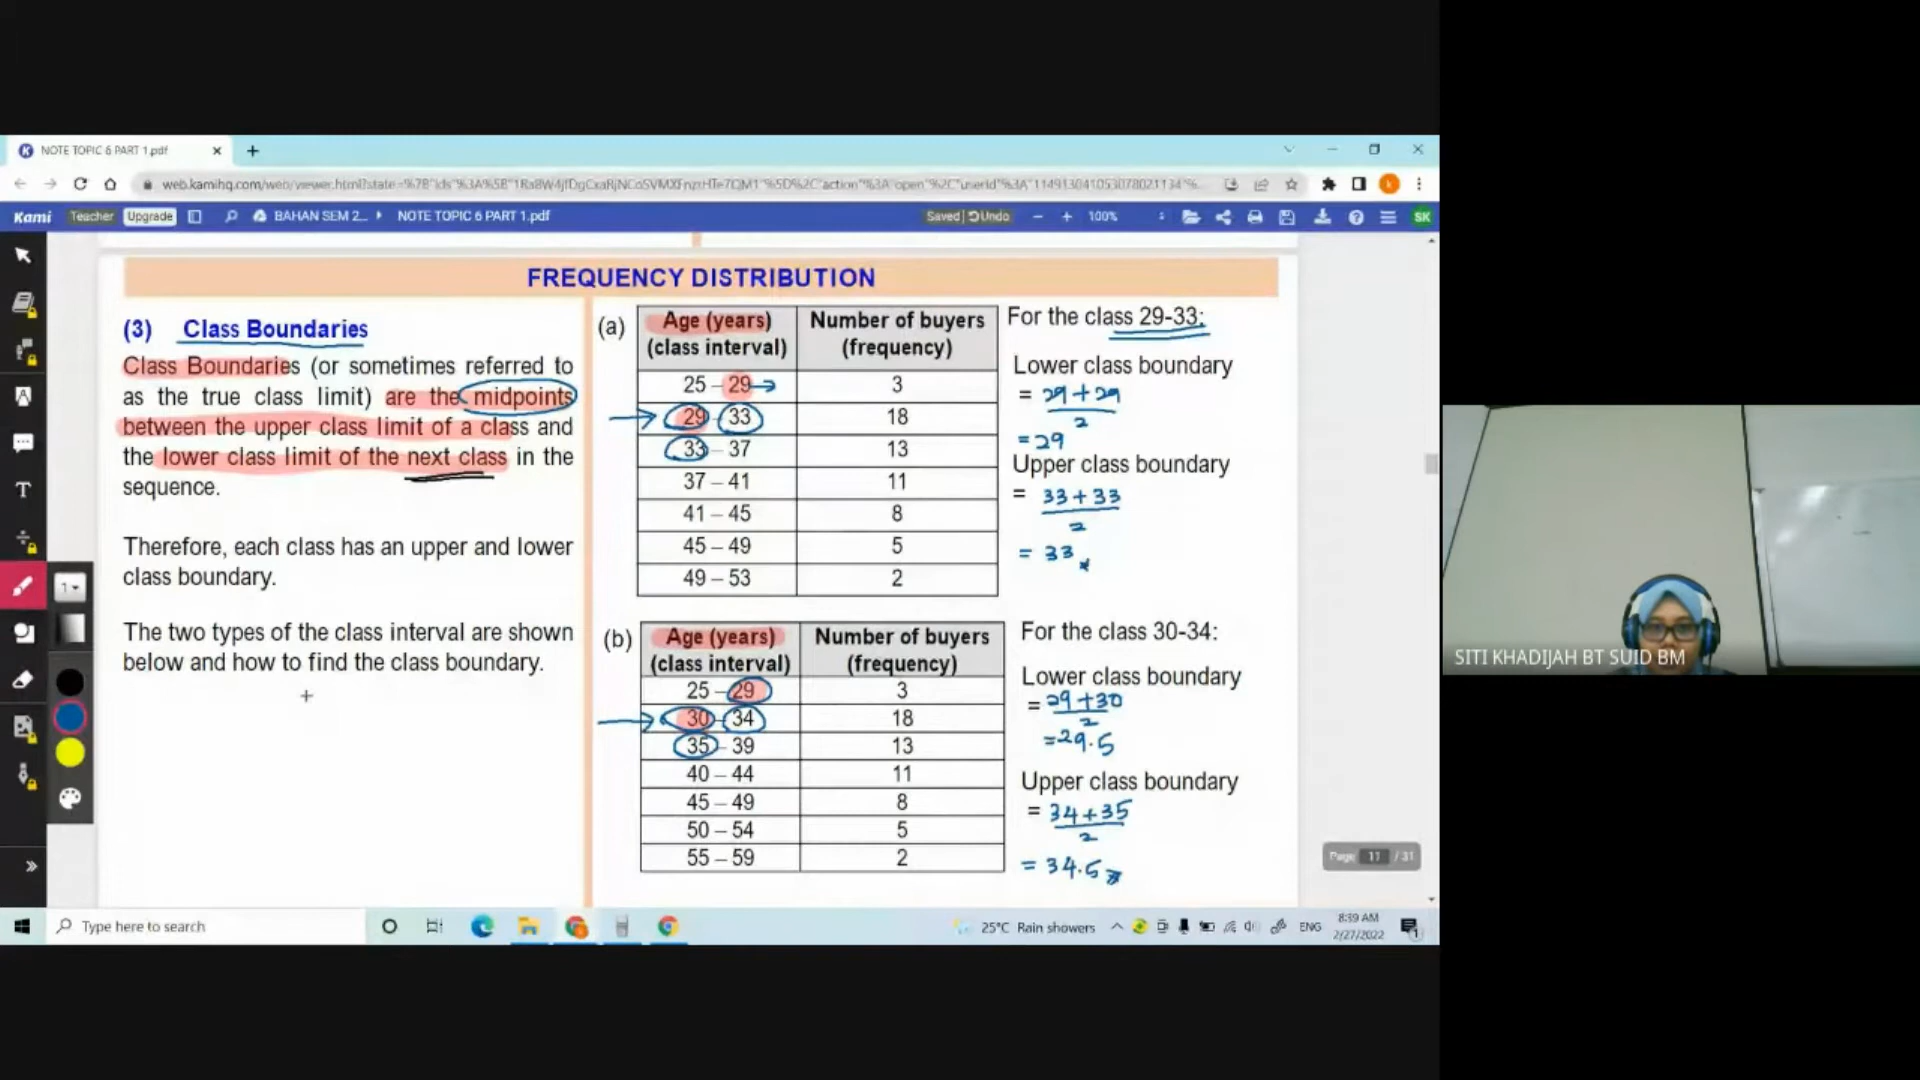 NOTE TOPIC 6 PART 1.pdf
Kami Teacher Upgrade BAHAN SEM 2... NOTE TOPIC 6 PART 1.pdf Saved Undo 100% SK
FREQUENCY DISTRIBUTION
(3) Class Boundaries
Class Boundaries (or sometimes referred to
as the true class limit) are the midpoints
between the upper class limit of a class and
the lower class limit of the next class in the
sequence.
Therefore, each class has an upper and lower
class boundary.
The two types of the class interval are shown
below and how to find the class boundary.
(a) Age (years) Number of buyers
(class interval) (frequency)
25 – 29 3
29 – 33 18
33 – 37 13
37 – 41 11
41 – 45 8
45 – 49 5
49 – 53 2
For the class 29-33:
Lower class boundary
= 29 + 29
2
= 29
Upper class boundary
= 33 + 33
2
= 33
(b) Age (years) Number of buyers
(class interval) (frequency)
25 – 29 3
30 – 34 18
35 – 39 13
40 – 44 11
45 – 49 8
50 – 54 5
55 – 59 2
For the class 30-34:
Lower class boundary
= 29 + 30
2
= 29.5
Upper class boundary
= 34 + 35
2
= 34.5
Page 11 / 31
SITI KHADIJAH BT SUID BM
Type here to search
25°C Rain showers ENG
8:39 AM
2/27/2022